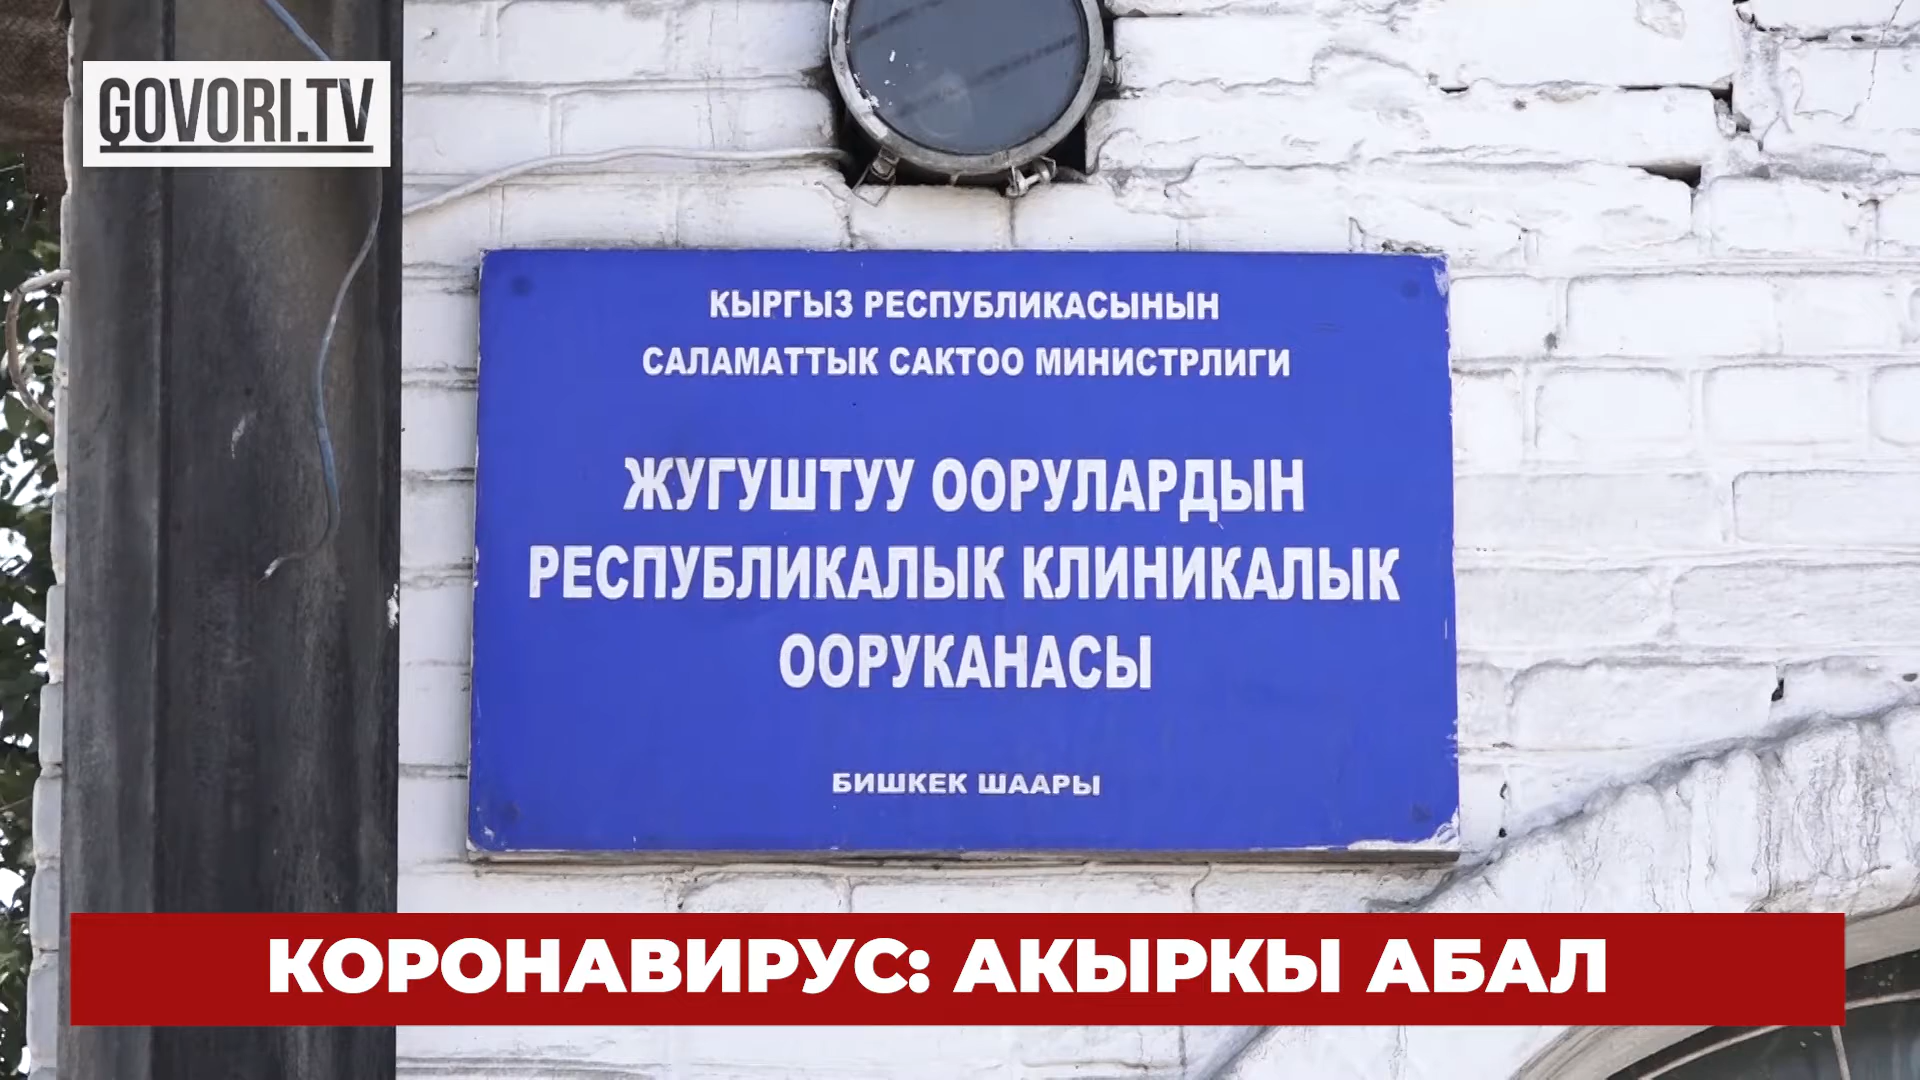 GOVORI.TV
КЫРГЫЗ РЕСПУБЛИКАСЫНЫН
САЛАМАТТЫК САКТОО МИНИСТРЛИГИ
ЖУГУШТУУ ООРУЛАРДЫН
РЕСПУБЛИКАЛЫК КЛИНИКАЛЫК
ООРУКАНАСЫ
БИШКЕК ШААРЫ
КОРОНАВИРУС: АКЫРКЫ АБАЛ